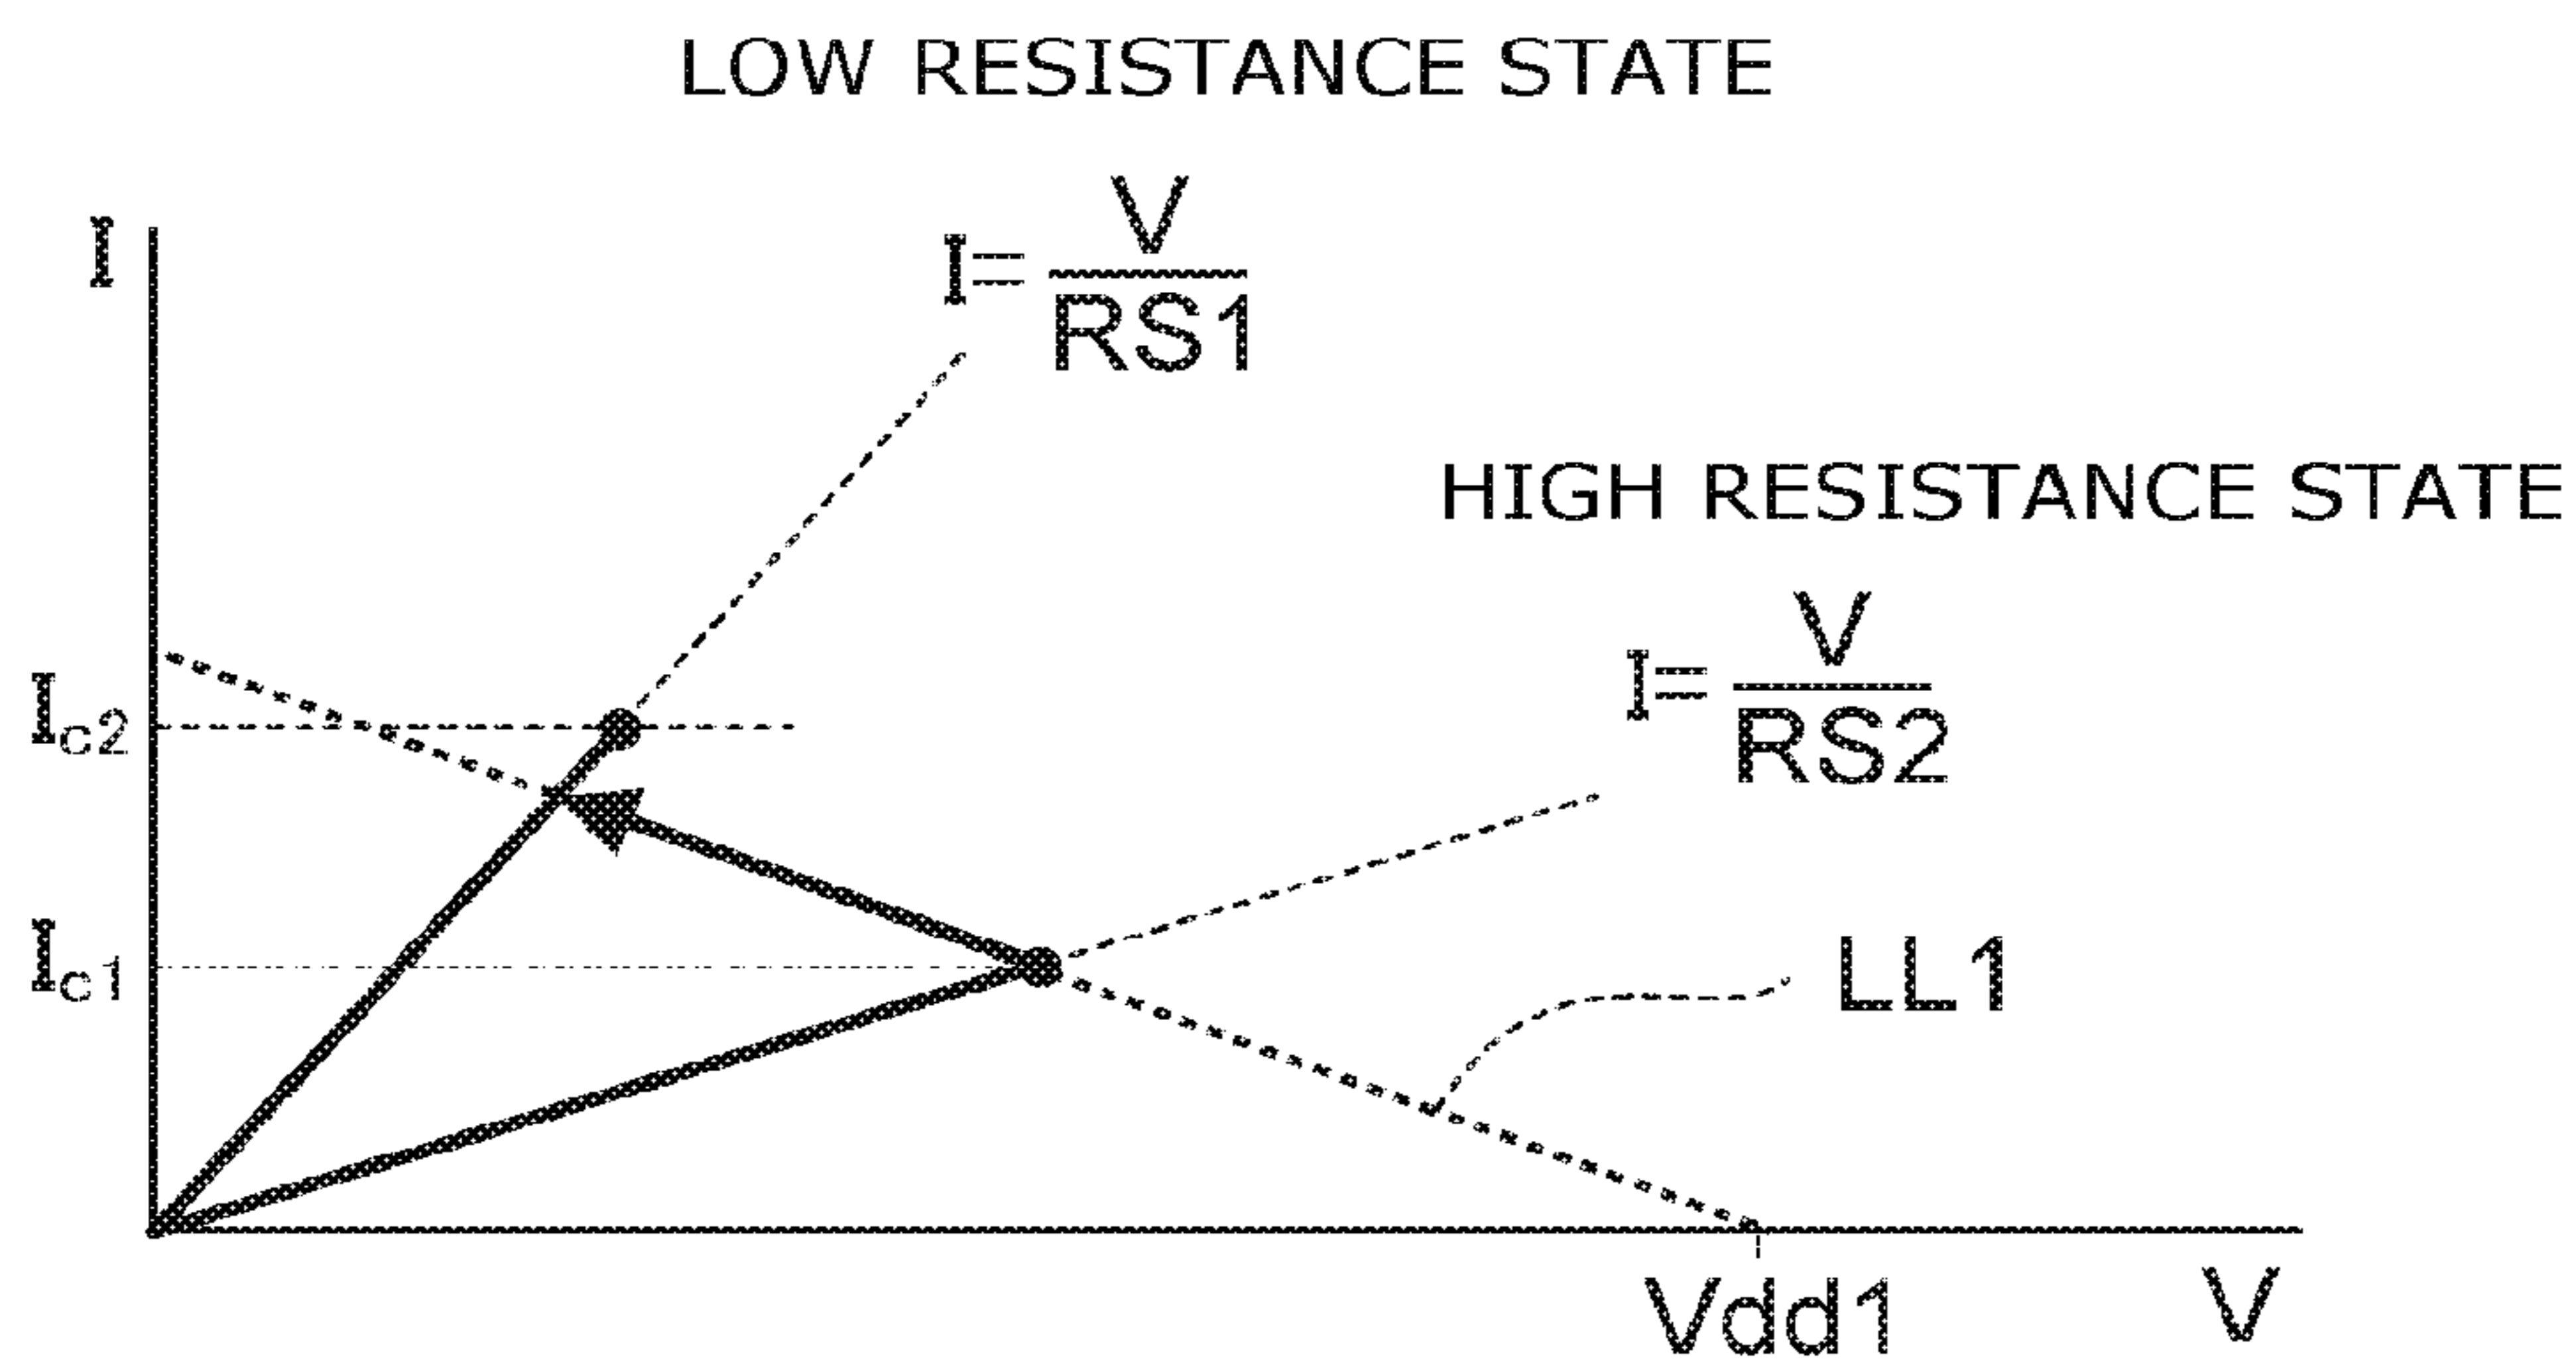 LOW RESISTANCE STATE
I
I= V
RS1
HIGH RESISTANCE STATE
I= V
RS2
Ic2
Ic1
LL1
Vdd1
V